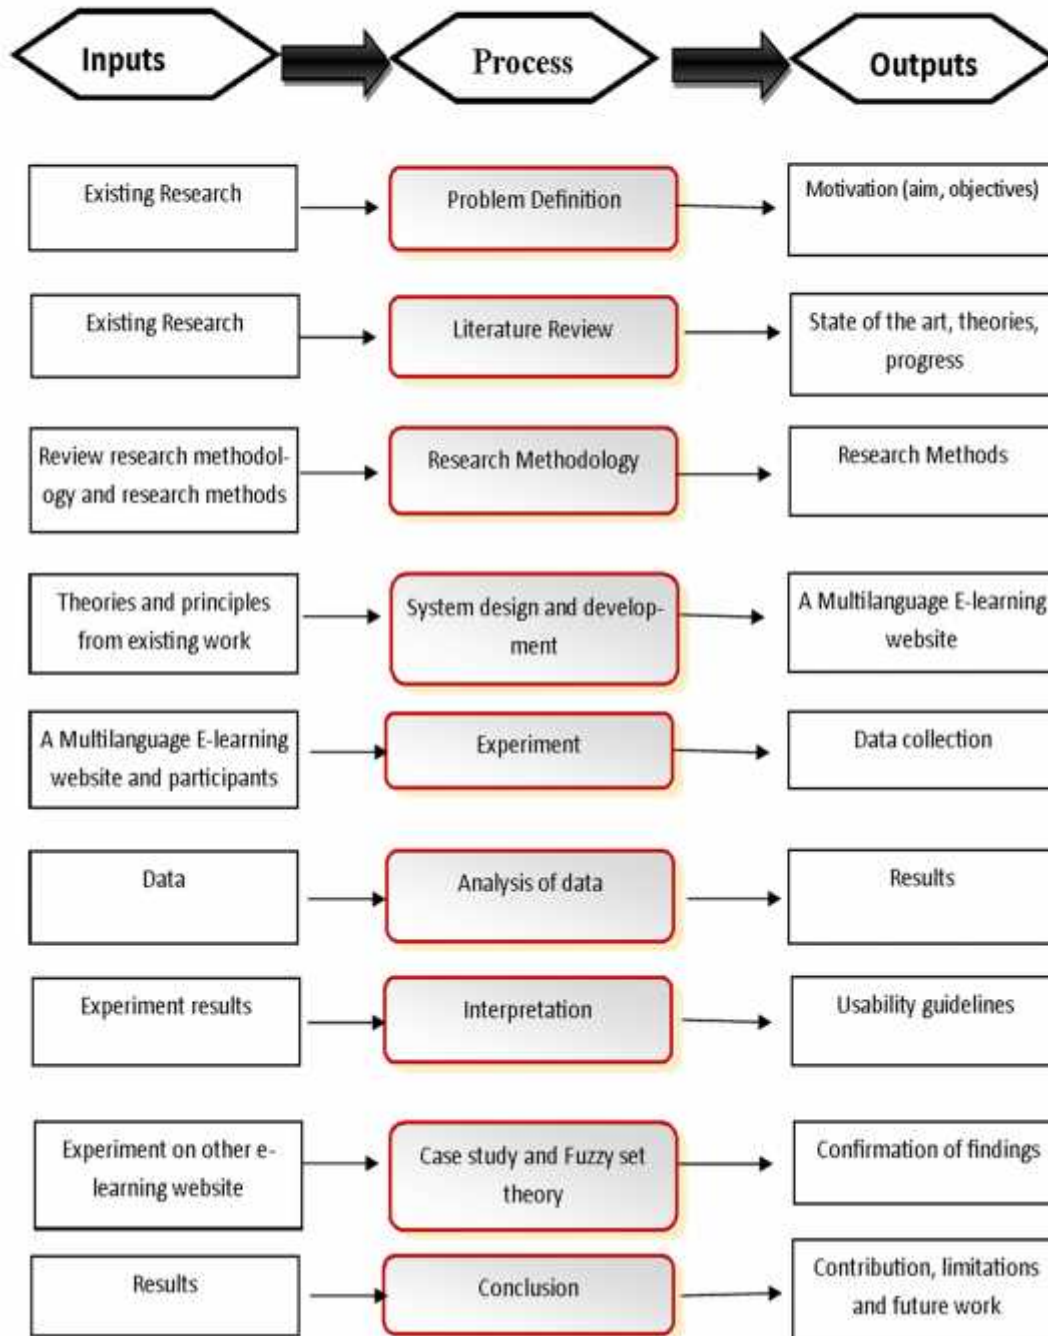 Inputs
Process
Outputs
Existing Research
Problem Definition
Motivation (aim, objectives)
Existing Research
Literature Review
State of the art, theories,
progress
Review research methodol-
ogy and research methods
Research Methodology
Research Methods
Theories and principles
from existing work
System design and develop-
ment
A Multilanguage E-learning
website
A Multilanguage E-learning
website and participants
Experiment
Data collection
Data
Analysis of data
Results
Experiment results
Interpretation
Usability guidelines
Experiment on other e-
learning website
Case study and Fuzzy set
theory
Confirmation of findings
Results
Conclusion
Contribution, limitations
and future work